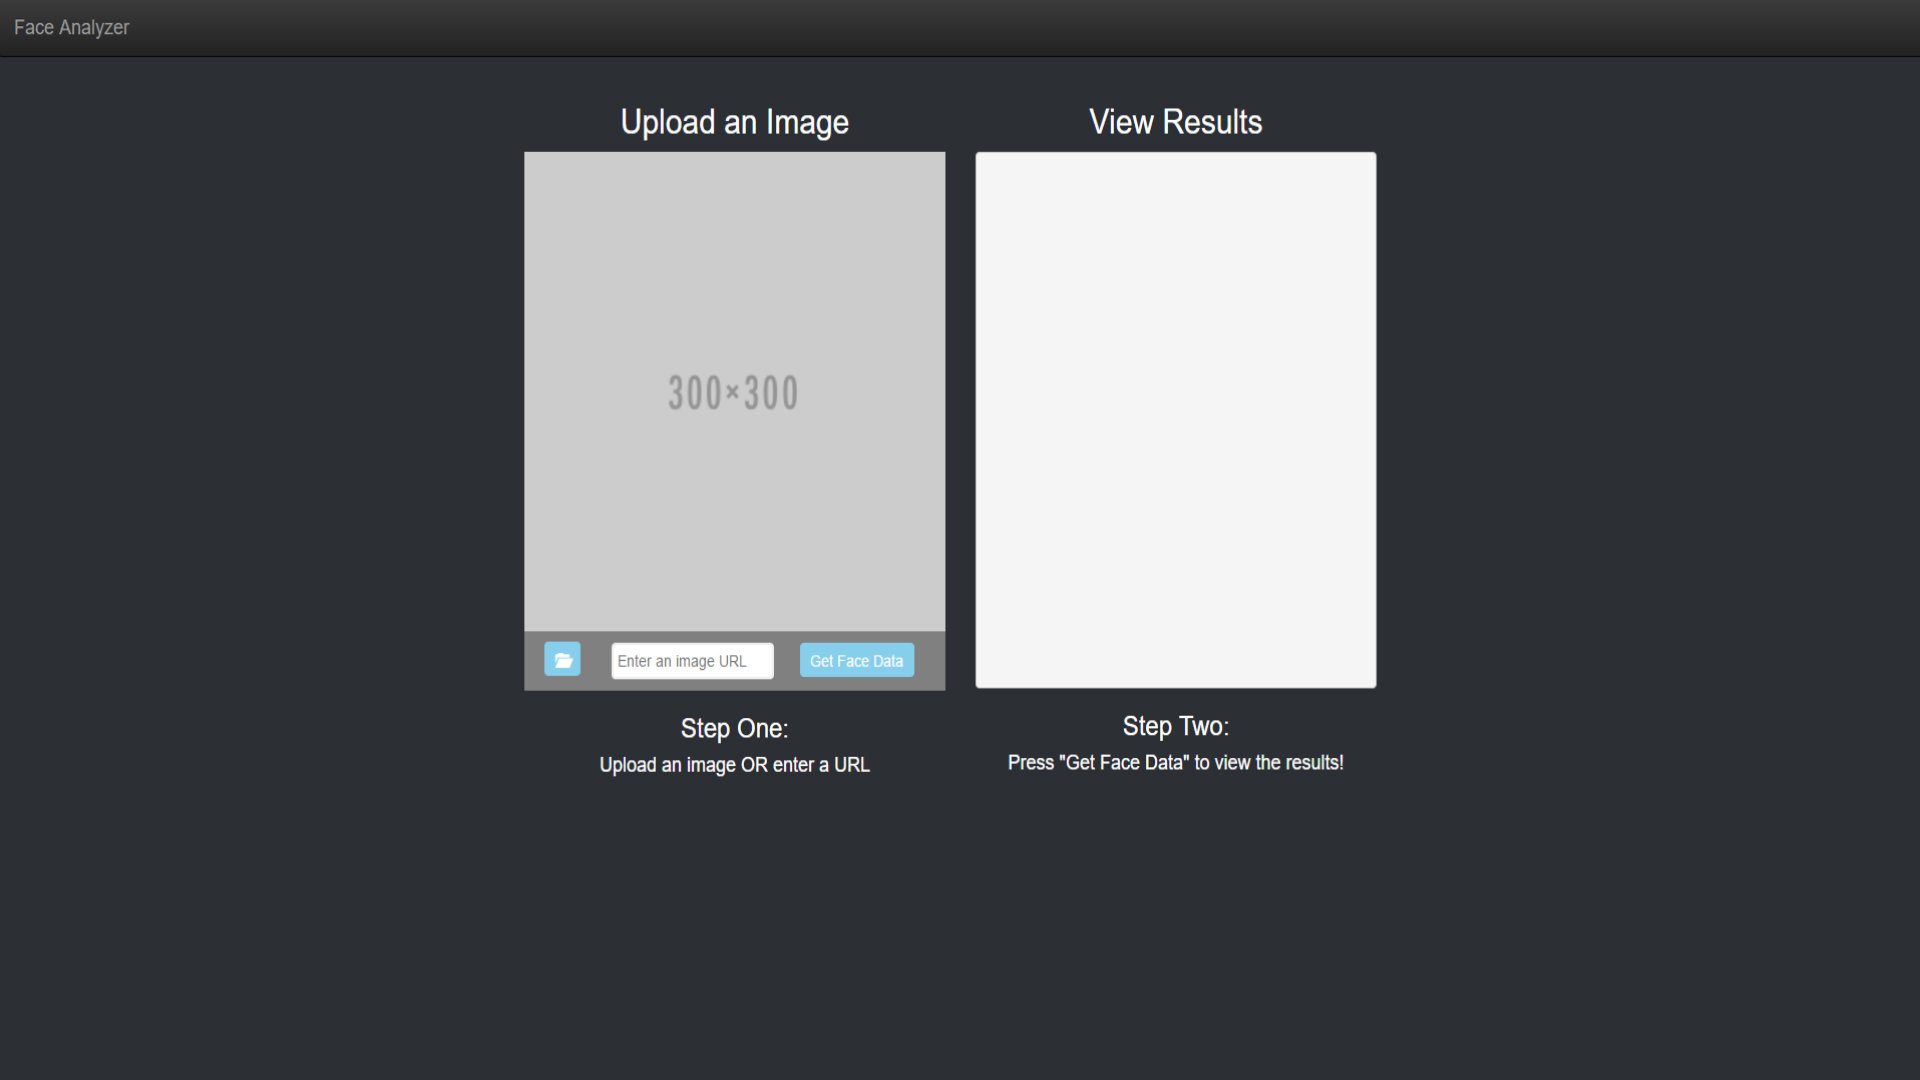 Face Analyzer
Upload an Image
300×300
Enter an image URL
Get Face Data
Step One:
Upload an image OR enter a URL
View Results
Step Two:
Press "Get Face Data" to view the results!